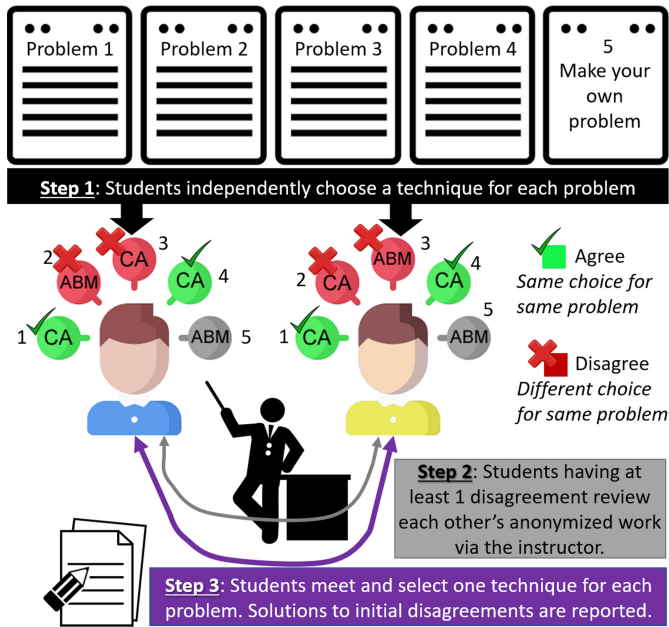 Problem 1
Problem 2
Problem 3
Problem 4
5
Make your
own
problem
Step 1: Students independently choose a technique for each problem
1
CA
2
ABM
CA
3
CA
4
ABM
5
1
CA
2
CA
ABM
3
CA
4
ABM
5
Agree
Same choice for
same problem
Disagree
Different choice
for same problem
Step 2: Students having at
least 1 disagreement review
each other's anonymized work
via the instructor.
Step 3: Students meet and select one technique for each
problem. Solutions to initial disagreements are reported.